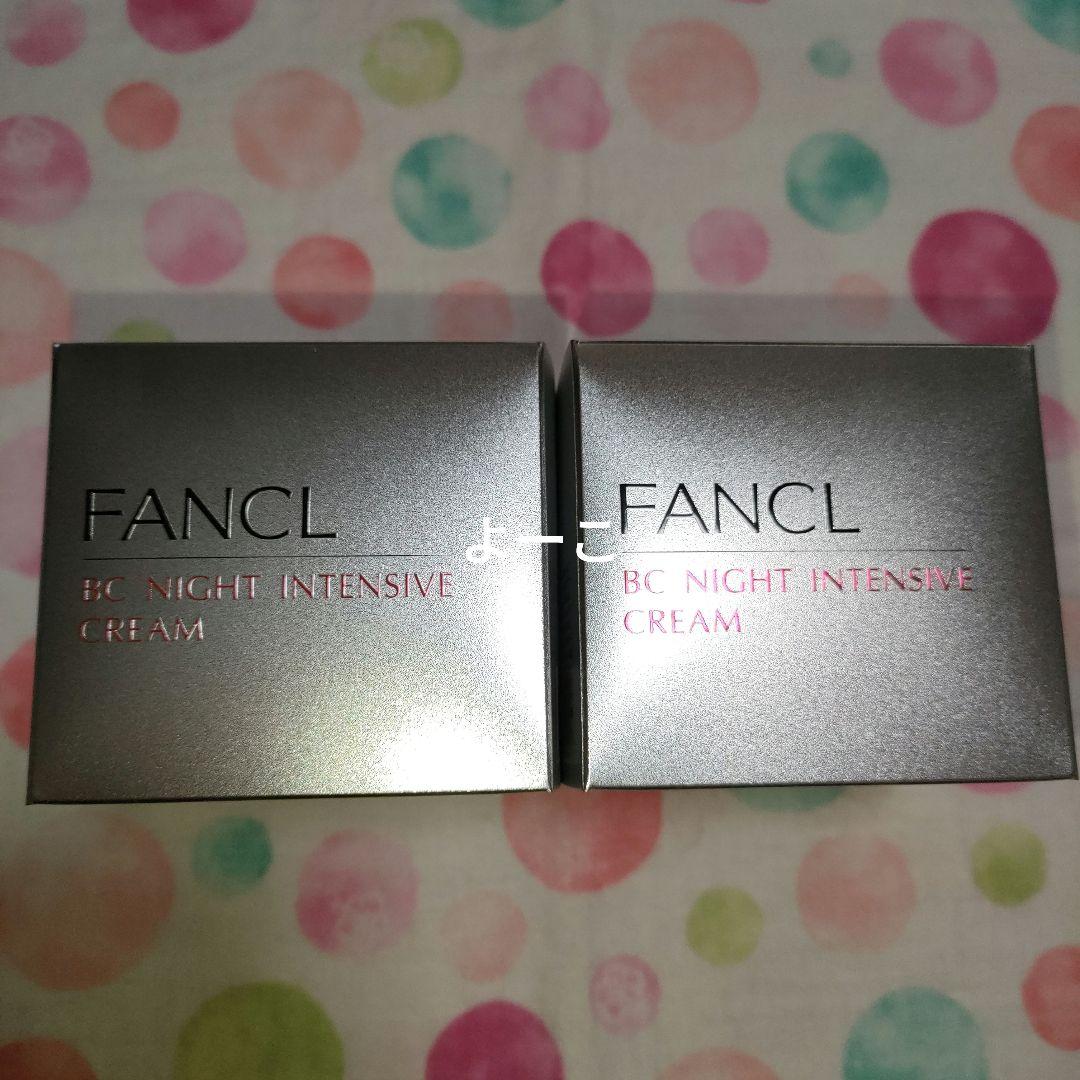 FANCL
BC NIGHT INTENSIVE
CREAM
よーこ
FANCL
BC NIGHT INTENSIVE
CREAM